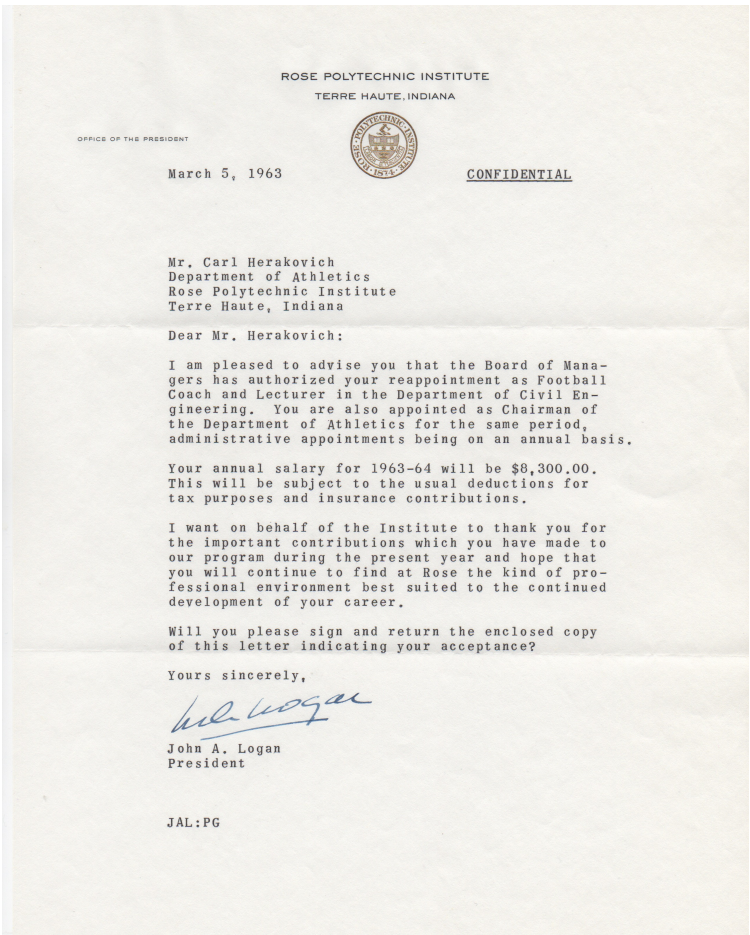 ROSE POLYTECHNIC INSTITUTE
TERRE HAUTE, INDIANA
ROSE·POLYTECHNIC·INSTITUTE
·1874·
OFFICE OF THE PRESIDENT
March 5, 1963
CONFIDENTIAL
Mr. Carl Herakovich
Department of Athletics
Rose Polytechnic Institute
Terre Haute, Indiana
Dear Mr. Herakovich:
I am pleased to advise you that the Board of Mana-
gers has authorized your reappointment as Football
Coach and Lecturer in the Department of Civil En-
gineering.  You are also appointed as Chairman of
the Department of Athletics for the same period,
administrative appointments being on an annual basis.
Your annual salary for 1963-64 will be $8,300.00.
This will be subject to the usual deductions for
tax purposes and insurance contributions.
I want on behalf of the Institute to thank you for
the important contributions which you have made to
our program during the present year and hope that
you will continue to find at Rose the kind of pro-
fessional environment best suited to the continued
development of your career.
Will you please sign and return the enclosed copy
of this letter indicating your acceptance?
Yours sincerely,
Logan
John A. Logan
President
JAL:PG